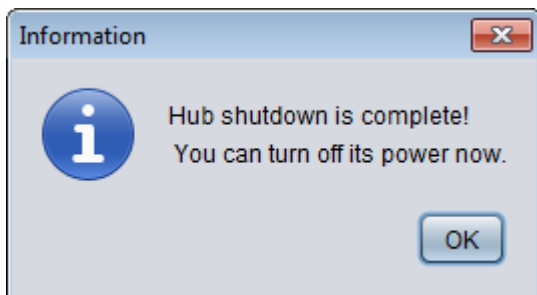 Information
Hub shutdown is complete!
You can turn off its power now.
OK